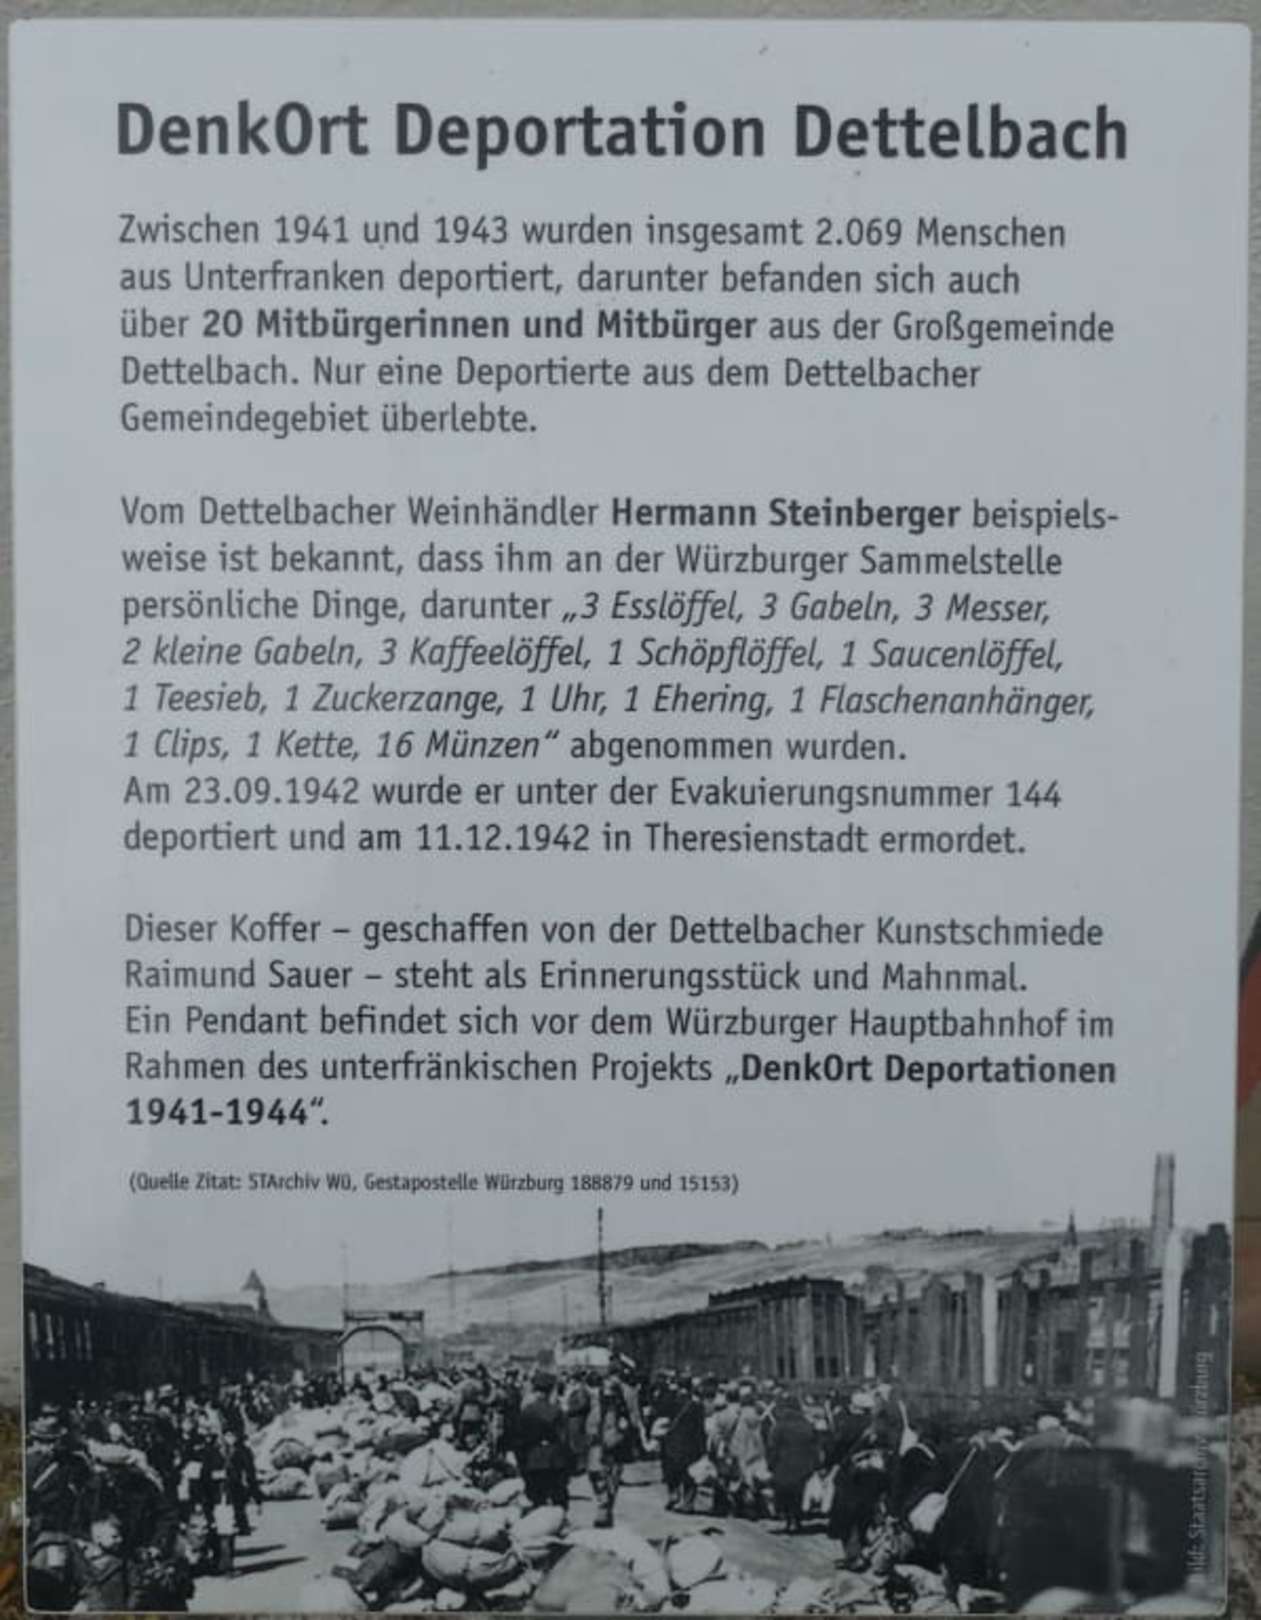 DenkOrt Deportation Dettelbach
Zwischen 1941 und 1943 wurden insgesamt 2.069 Menschen
aus Unterfranken deportiert, darunter befanden sich auch
über 20 Mitbürgerinnen und Mitbürger aus der Großgemeinde
Dettelbach. Nur eine Deportierte aus dem Dettelbacher
Gemeindegebiet überlebte.
Vom Dettelbacher Weinhändler Hermann Steinberger beispiels-
weise ist bekannt, dass ihm an der Würzburger Sammelstelle
persönliche Dinge, darunter „3 Esslöffel, 3 Gabeln, 3 Messer,
2 kleine Gabeln, 3 Kaffeelöffel, 1 Schöpflöffel, 1 Saucenlöffel,
1 Teesieb, 1 Zuckerzange, 1 Uhr, 1 Ehering, 1 Flaschenanhänger,
1 Clips, 1 Kette, 16 Münzen“ abgenommen wurden.
Am 23.09.1942 wurde er unter der Evakuierungsnummer 144
deportiert und am 11.12.1942 in Theresienstadt ermordet.
Dieser Koffer – geschaffen von der Dettelbacher Kunstschmiede
Raimund Sauer – steht als Erinnerungsstück und Mahnmal.
Ein Pendant befindet sich vor dem Würzburger Hauptbahnhof im
Rahmen des unterfränkischen Projekts „DenkOrt Deportationen
1941-1944“.
(Quelle Zitat: STArchiv WÜ, Gestapostelle Würzburg 188879 und 15153)